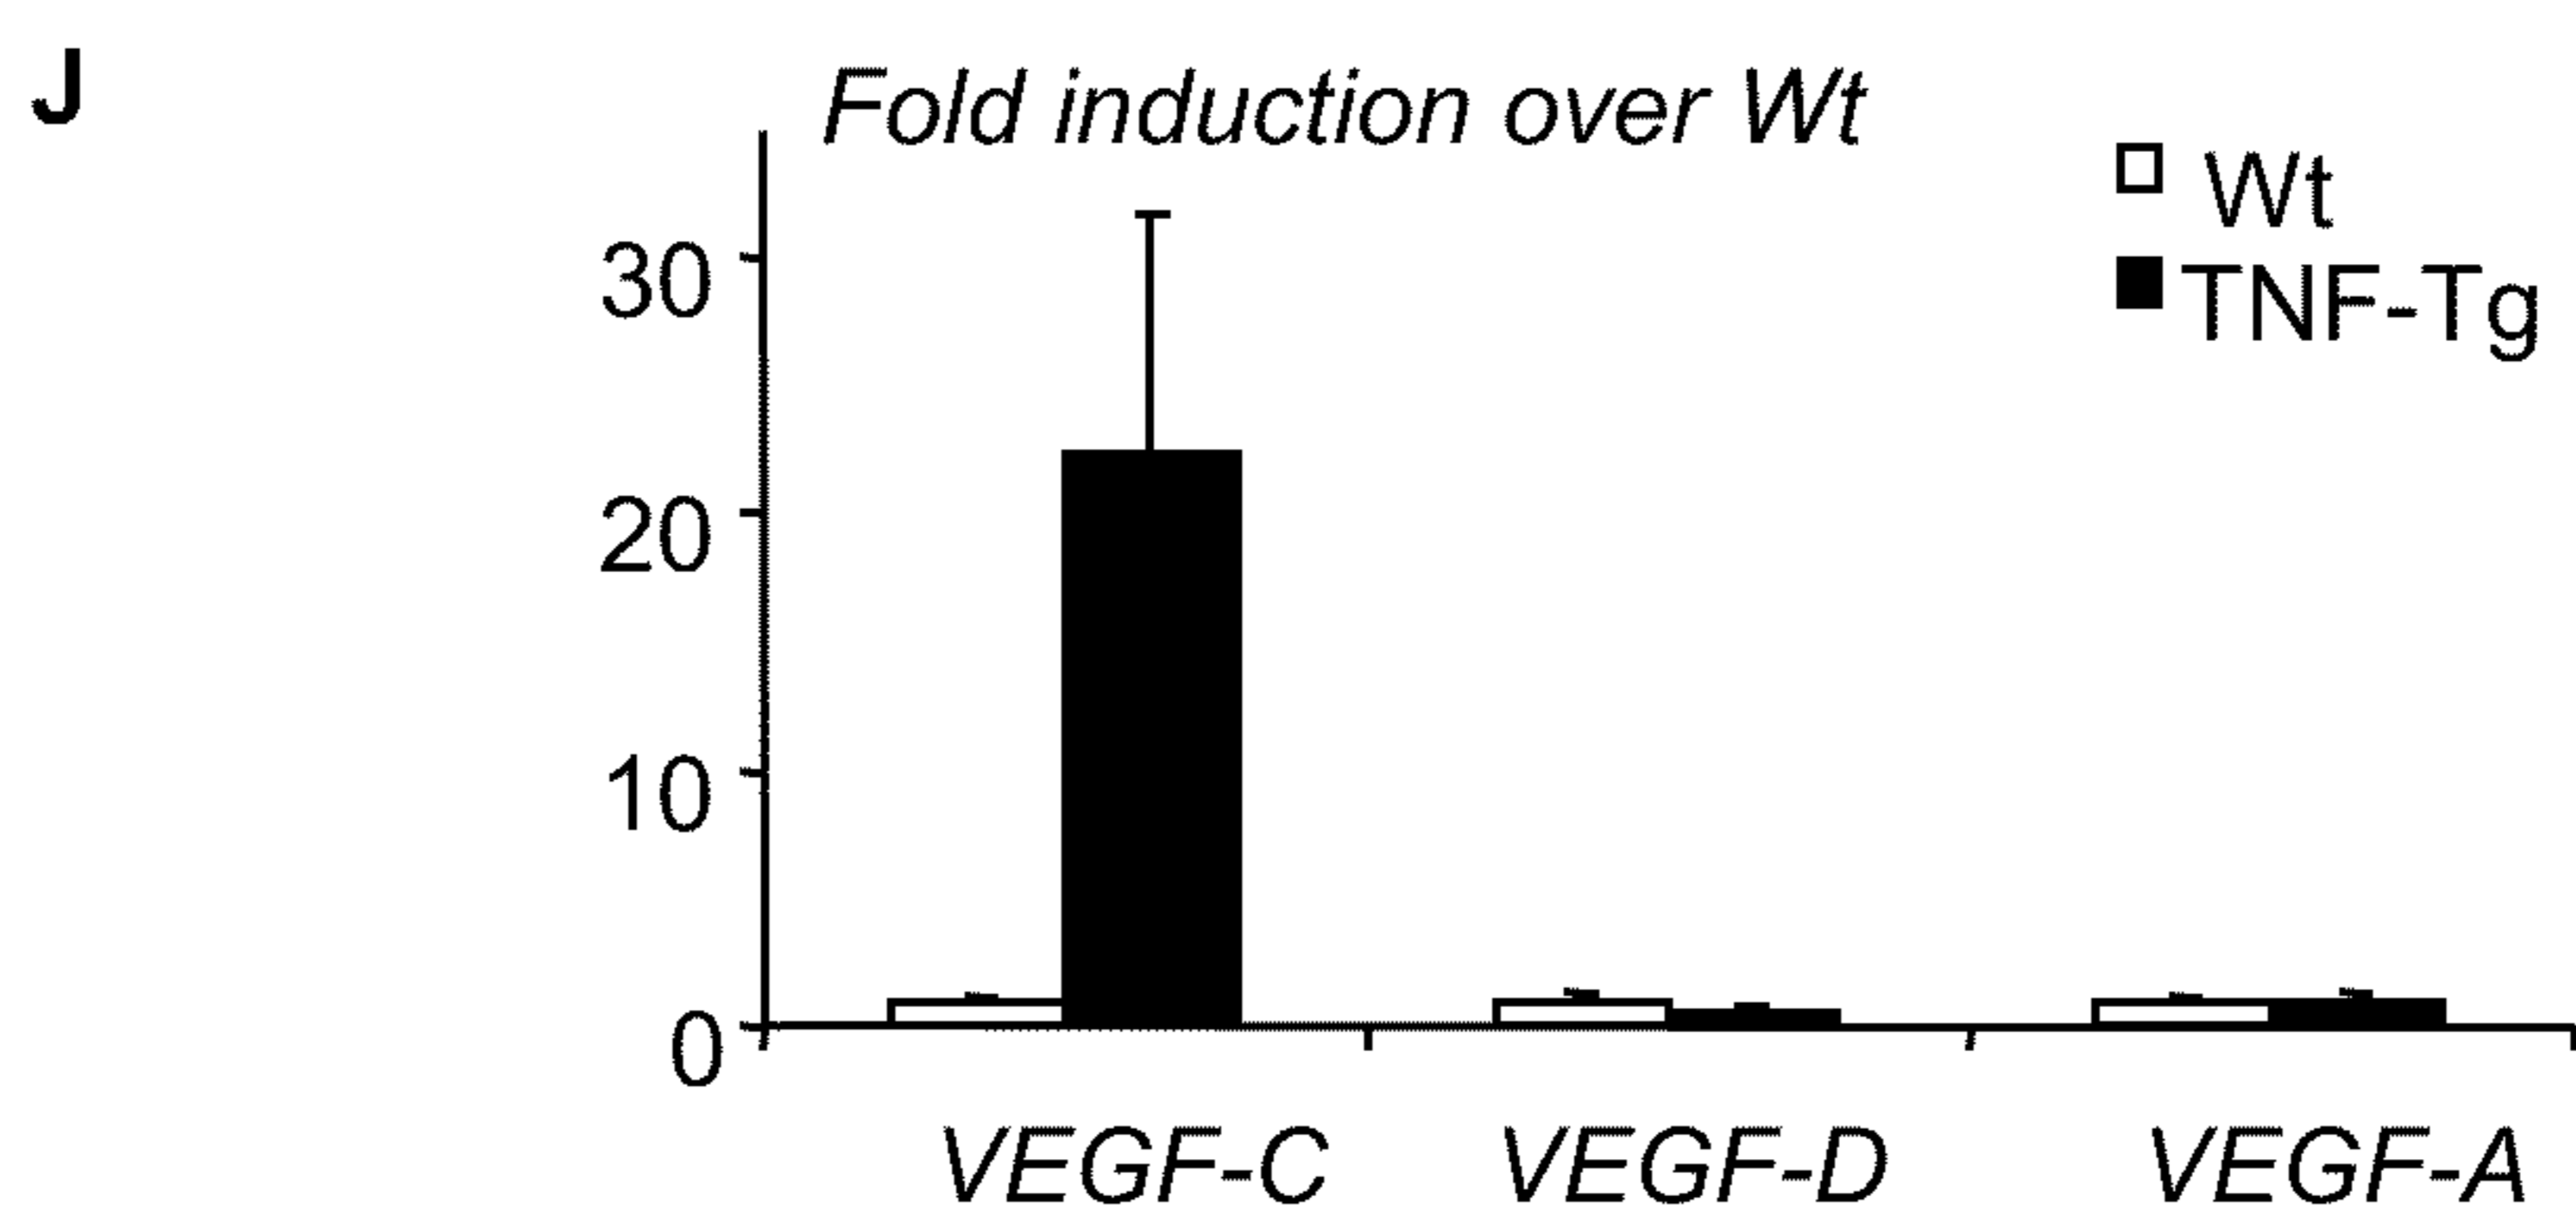 J
Fold induction over Wt
Wt
TNF-Tg
30
20
10
0
VEGF-C VEGF-D VEGF-A